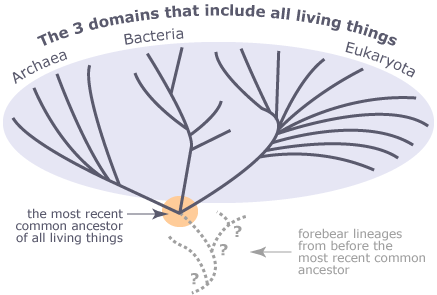 The 3 domains that include all living things
Archaea
Bacteria
Eukaryota
the most recent
common ancestor
of all living things
?
?
?
forebear lineages
from before the
most recent common
ancestor